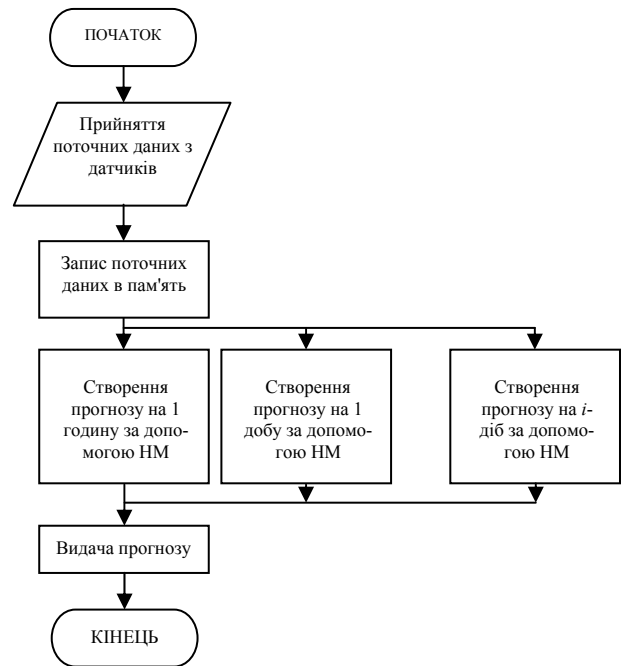 ПОЧАТОК
Прийняття
поточних даних з
датчиків
Запис поточних
даних в пам'ять
Створення
прогнозу на 1
годину за допо-
могою НМ
Створення
прогнозу на 1
добу за допомо-
гою НМ
Створення
прогнозу на i-
діб за допомо-
гою НМ
Видача прогнозу
КІНЕЦЬ